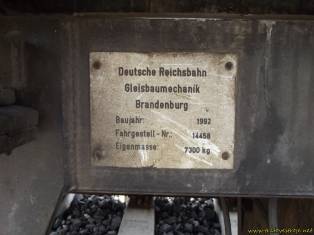 Deutsche Reichsbahn
Gleisbaumechanik
Brandenburg
Baujahr: 1992
Fahrgestell-Nr.: 14458
Eigenmasse: 7300 kg